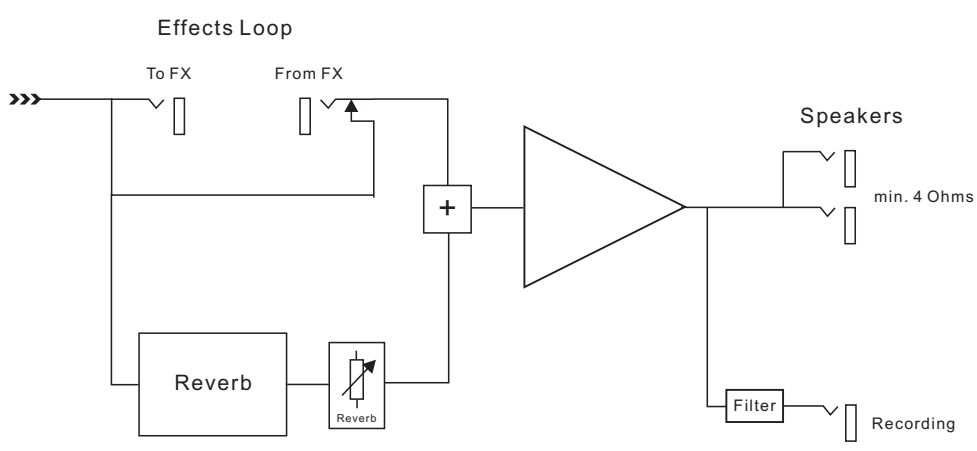 Effects Loop
To FX
From FX
Speakers
min. 4 Ohms
+
Reverb
Reverb
Filter
Recording